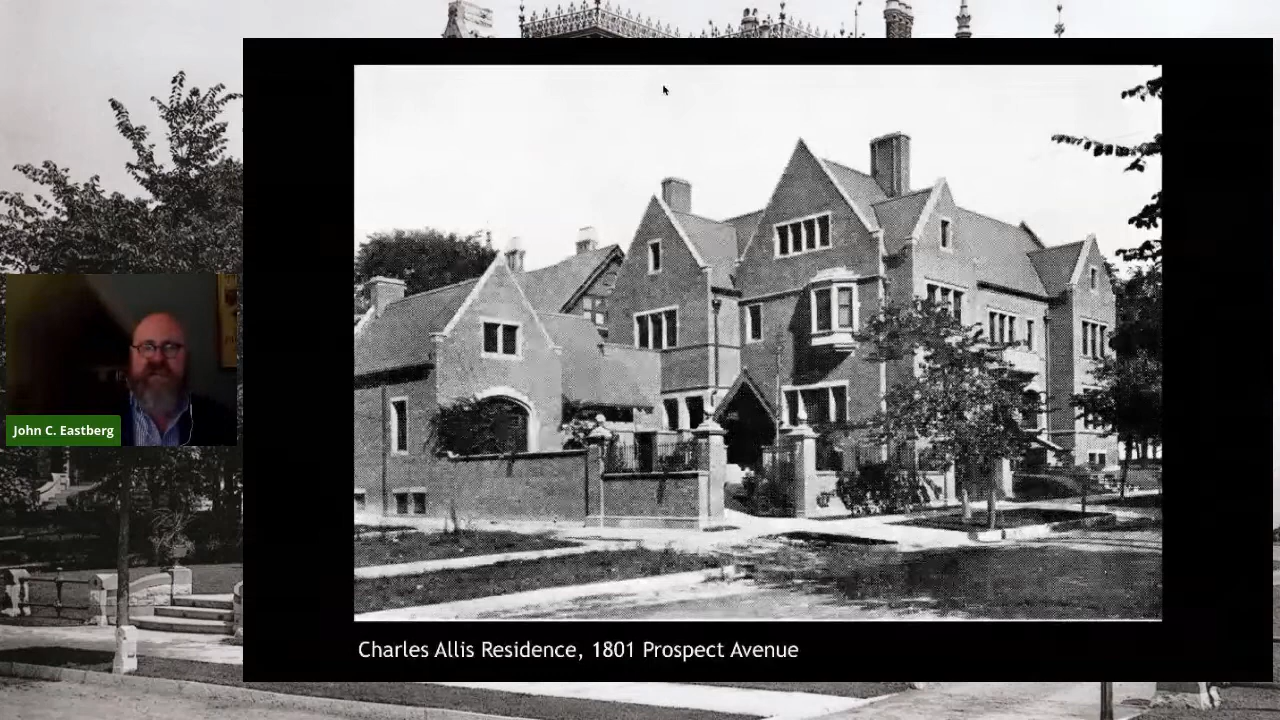 John C. Eastberg
Charles Allis Residence, 1801 Prospect Avenue